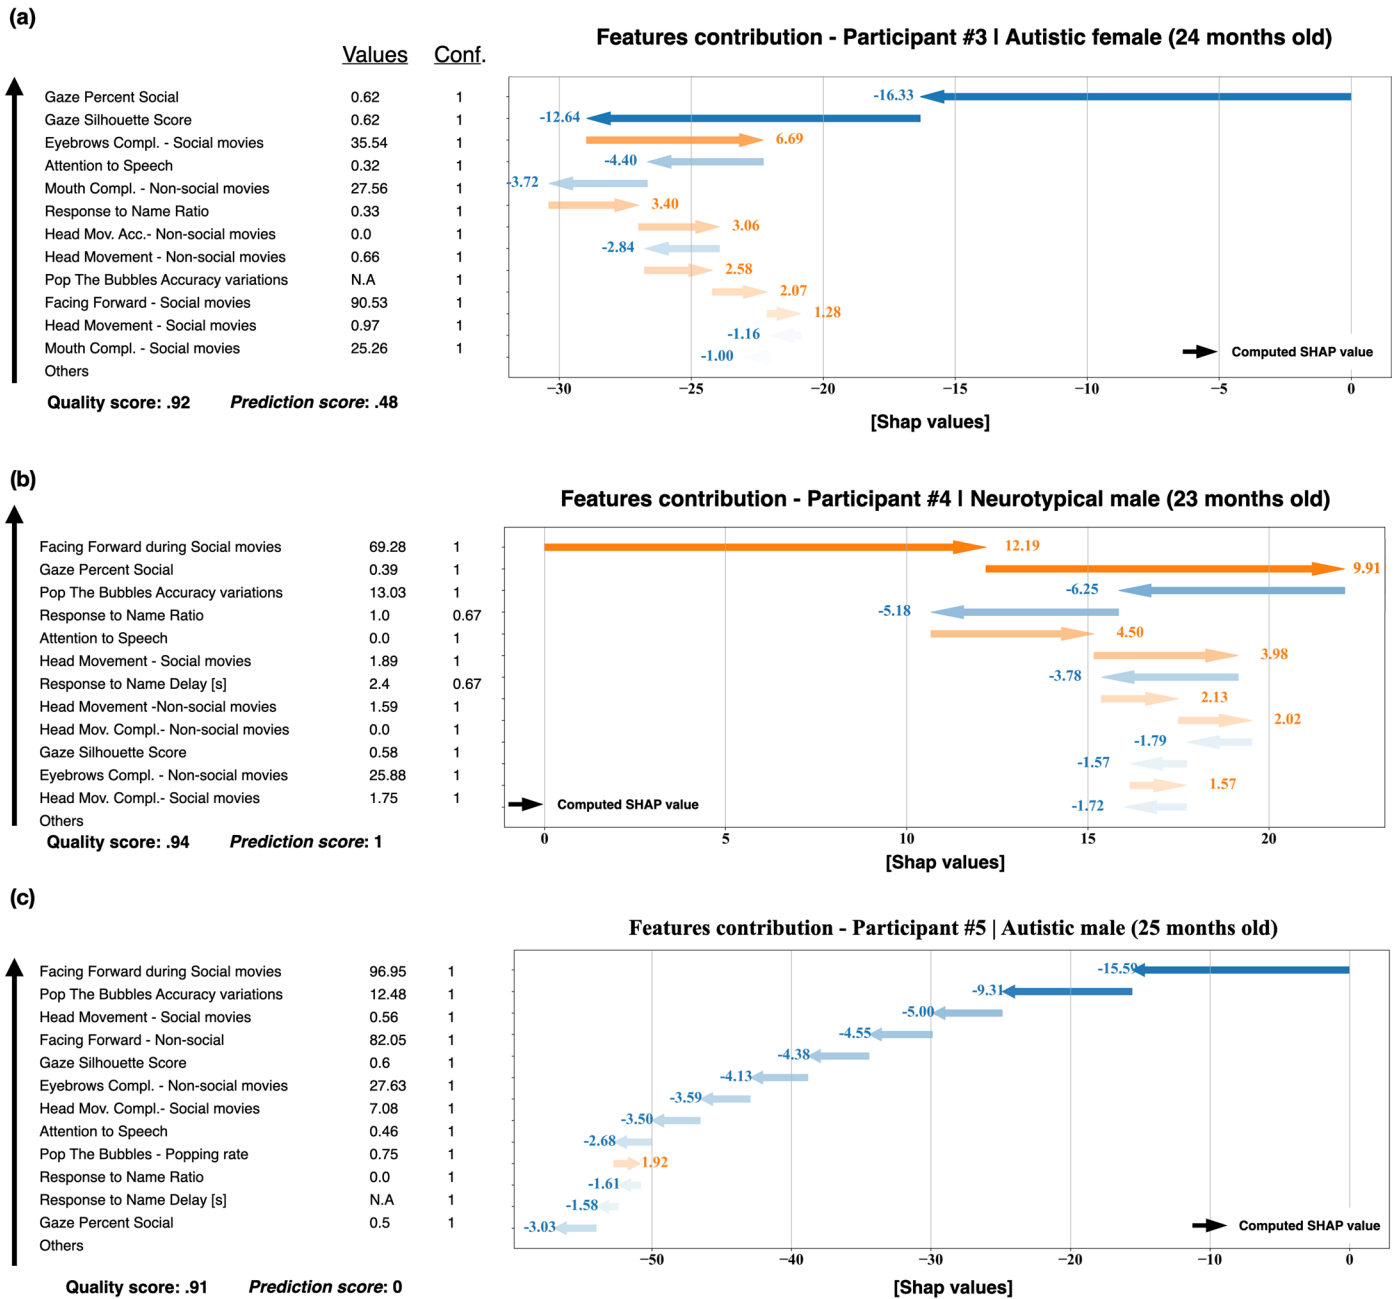 (a)
Features contribution - Participant #3 | Autistic female (24 months old)
Values Conf.
Gaze Percent Social 0.62 1 -16.33
Gaze Silhouette Score 0.62 1 -12.64
Eyebrows Compl. - Social movies 35.54 1 6.69
Attention to Speech 0.32 1 -4.40
Mouth Compl. - Non-social movies 27.56 1 -3.72
Response to Name Ratio 0.33 1 3.40
Head Mov. Acc.- Non-social movies 0.0 1 3.06
Head Movement - Non-social movies 0.66 1 -2.84
Pop The Bubbles Accuracy variations N.A 1 2.58
Facing Forward - Social movies 90.53 1 2.07
Head Movement - Social movies 0.97 1 1.28
Mouth Compl. - Social movies 25.26 1 -1.16
Others -1.00
Computed SHAP value
−30 −25 −20 −15 −10 −5 0
Quality score: .92 Prediction score: .48
[Shap values]
(b)
Features contribution - Participant #4 | Neurotypical male (23 months old)
Facing Forward during Social movies 69.28 1 12.19
Gaze Percent Social 0.39 1 9.91
Pop The Bubbles Accuracy variations 13.03 1 -6.25
Response to Name Ratio 1.0 0.67 -5.18
Attention to Speech 0.0 1 4.50
Head Movement - Social movies 1.89 1 3.98
Response to Name Delay [s] 2.4 0.67 -3.78
Head Movement -Non-social movies 1.59 1 2.13
Head Mov. Compl.- Non-social movies 0.0 1 2.02
Gaze Silhouette Score 0.58 1 -1.79
Eyebrows Compl. - Non-social movies 25.88 1 -1.57
Head Mov. Compl.- Social movies 1.75 1 1.57
Others -1.72
Computed SHAP value
0 5 10 15 20
Quality score: .94 Prediction score: 1
[Shap values]
(c)
Features contribution - Participant #5 | Autistic male (25 months old)
Facing Forward during Social movies 96.95 1 -15.59
Pop The Bubbles Accuracy variations 12.48 1 -9.31
Head Movement - Social movies 0.56 1 -5.00
Facing Forward - Non-social 82.05 1 -4.55
Gaze Silhouette Score 0.6 1 -4.38
Eyebrows Compl. - Non-social movies 27.63 1 -4.13
Head Mov. Compl.- Social movies 7.08 1 -3.59
Attention to Speech 0.46 1 -3.50
Pop The Bubbles - Popping rate 0.75 1 -2.68
Response to Name Ratio 0.0 1 1.92
Response to Name Delay [s] N.A 1 -1.61
Gaze Percent Social 0.5 1 -1.58
Others -3.03
Computed SHAP value
−50 −40 −30 −20 −10 0
Quality score: .91 Prediction score: 0
[Shap values]